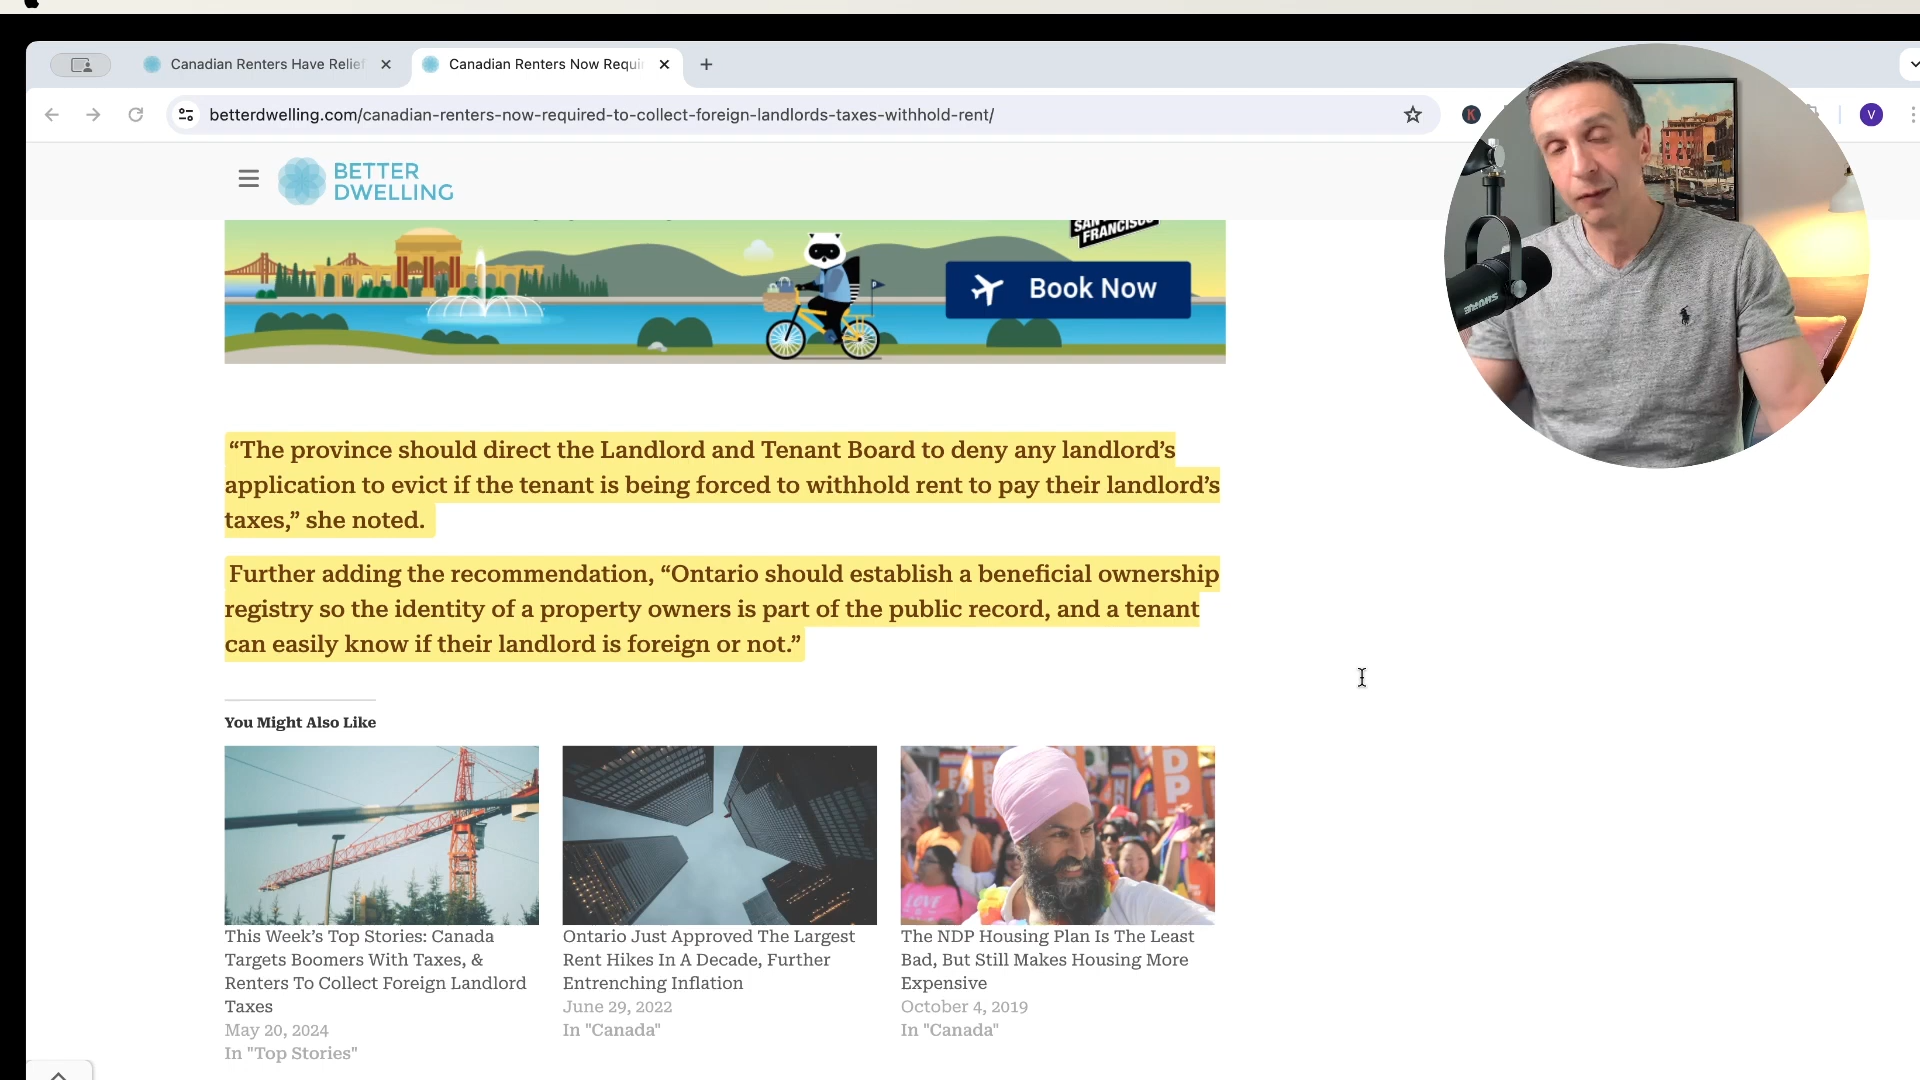 Canadian Renters Have Relief
Canadian Renters Now Requi
betterdwelling.com/canadian-renters-now-required-to-collect-foreign-landlords-taxes-withhold-rent/
K
V
BETTER
DWELLING
SAN
FRANCISCO
Book Now
SHURE
“The province should direct the Landlord and Tenant Board to deny any landlord’s
application to evict if the tenant is being forced to withhold rent to pay their landlord’s
taxes,” she noted.
Further adding the recommendation, “Ontario should establish a beneficial ownership
registry so the identity of a property owners is part of the public record, and a tenant
can easily know if their landlord is foreign or not.”
You Might Also Like
This Week’s Top Stories: Canada
Targets Boomers With Taxes, &
Renters To Collect Foreign Landlord
Taxes
May 20, 2024
In "Top Stories"
Ontario Just Approved The Largest
Rent Hikes In A Decade, Further
Entrenching Inflation
June 29, 2022
In "Canada"
DP
LOVE
The NDP Housing Plan Is The Least
Bad, But Still Makes Housing More
Expensive
October 4, 2019
In "Canada"